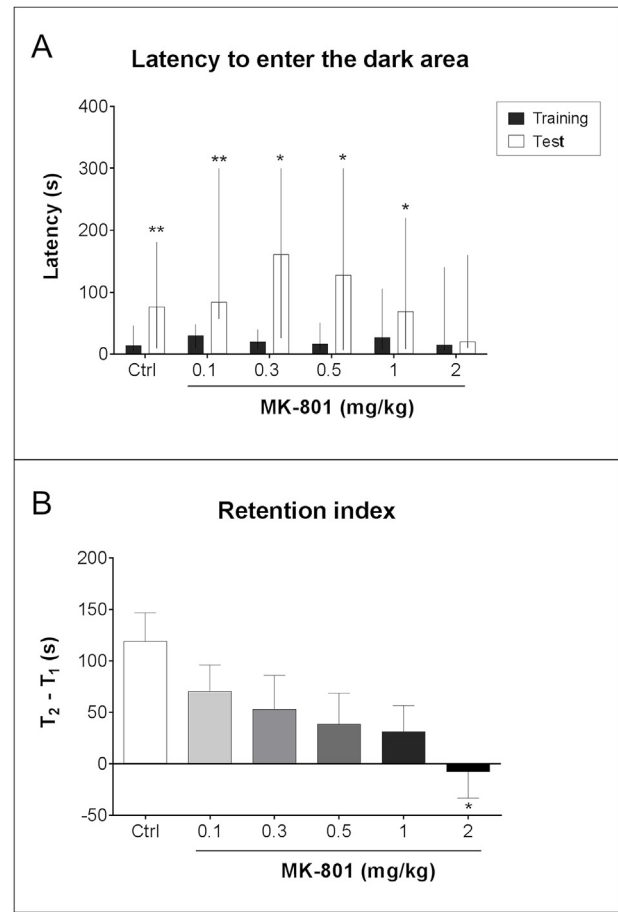 A
Latency to enter the dark area
400
300
200
100
0
Latency (s)
Training
Test
**
**
*
*
*
Ctrl 0.1 0.3 0.5 1 2
MK-801 (mg/kg)
B
Retention index
200
150
100
50
0
-50
T₂ - T₁ (s)
*
Ctrl 0.1 0.3 0.5 1 2
MK-801 (mg/kg)